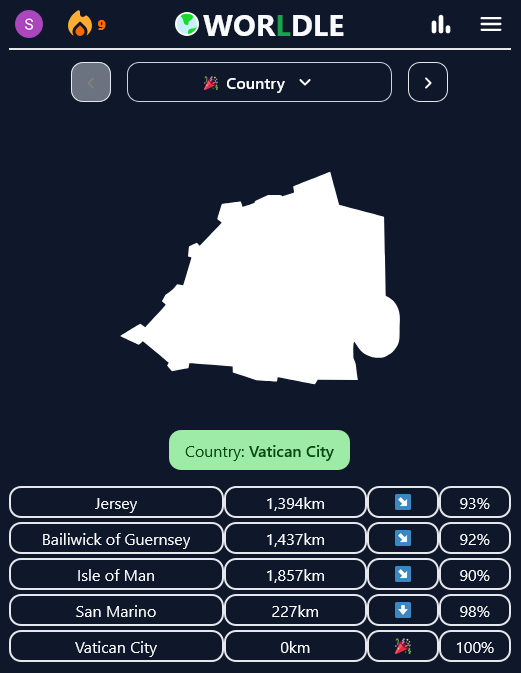 S 9 WORLDLE
Country
Country: Vatican City
Jersey 1,394km 93%
Bailiwick of Guernsey 1,437km 92%
Isle of Man 1,857km 90%
San Marino 227km 98%
Vatican City 0km 100%